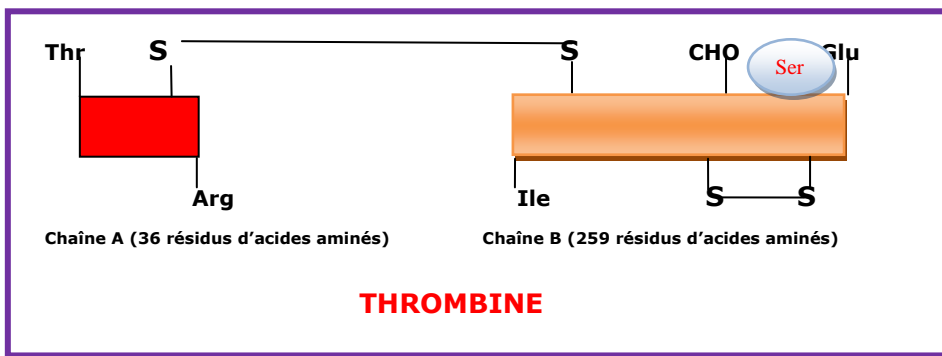 Thr S S CHO Glu
Ser
Arg Ile S S
Chaîne A (36 résidus d’acides aminés) Chaîne B (259 résidus d’acides aminés)
THROMBINE